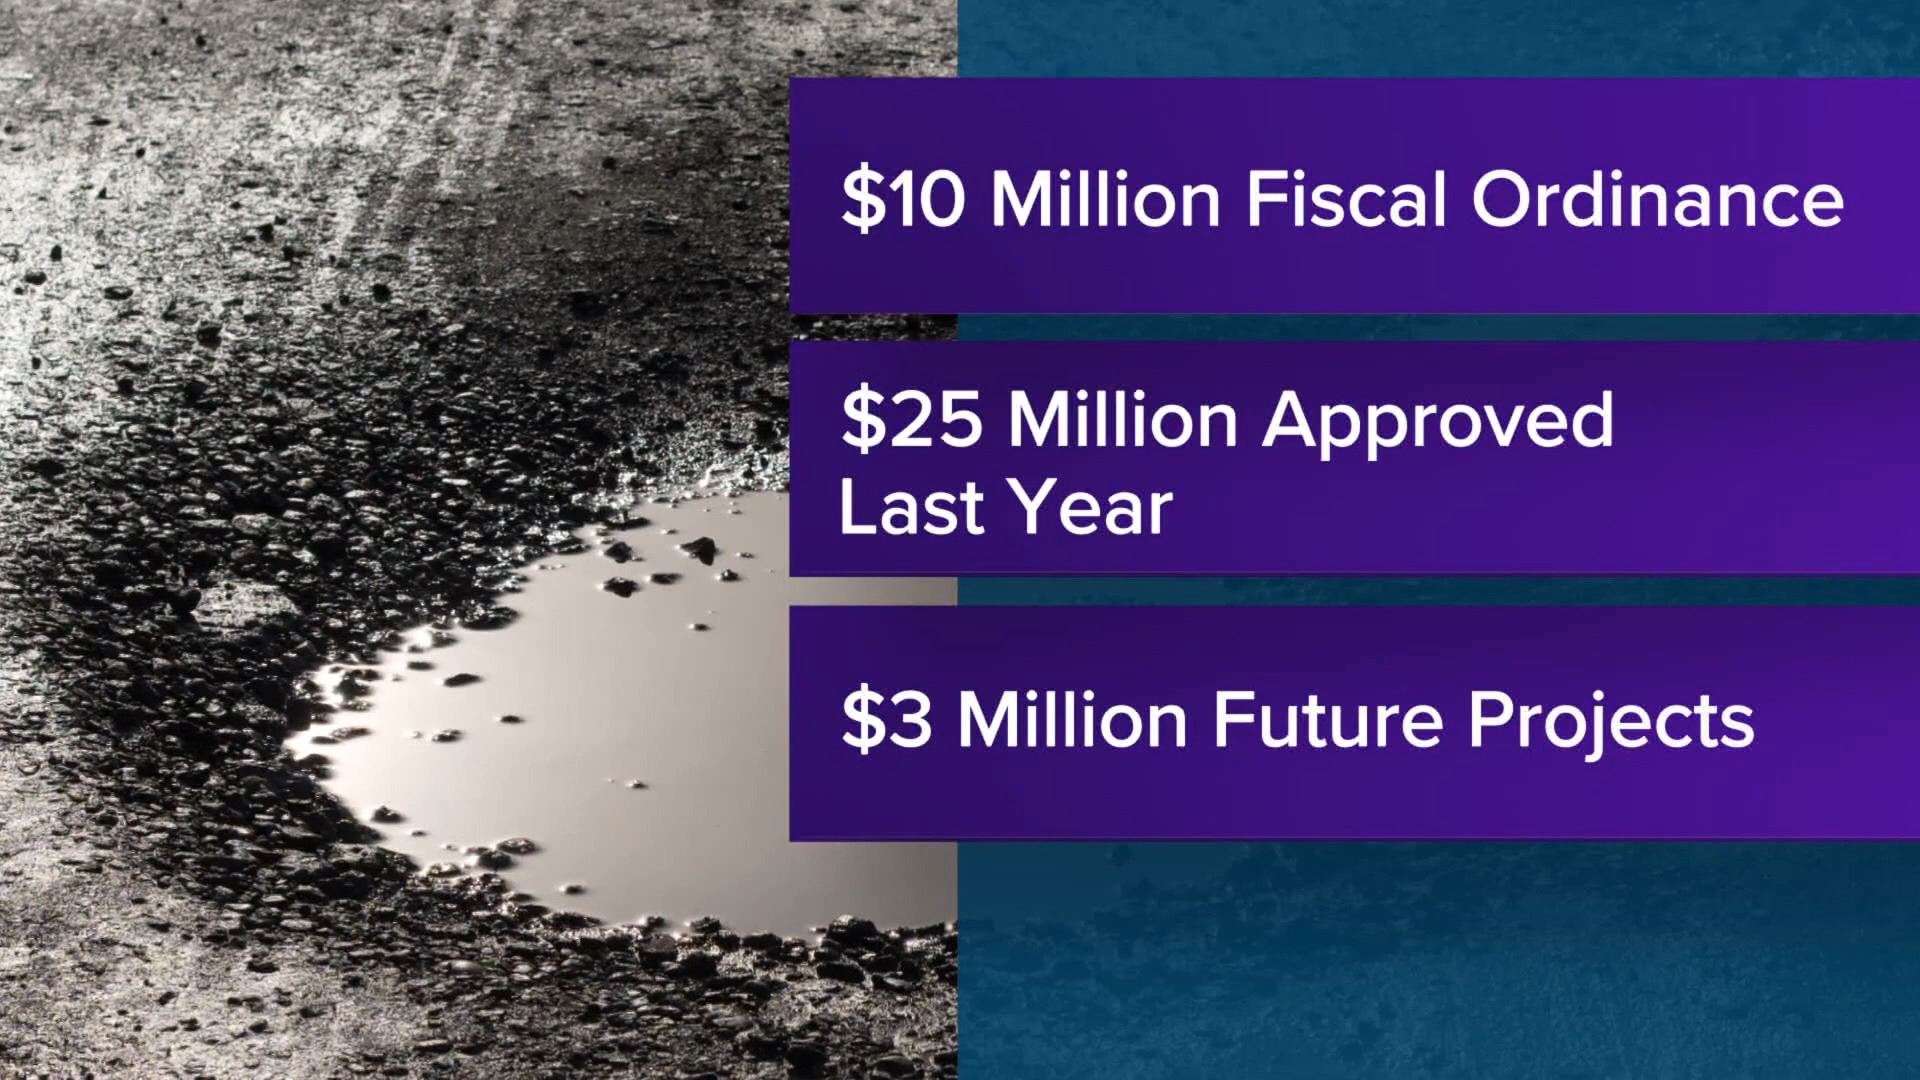 $10 Million Fiscal Ordinance
$25 Million Approved
Last Year
$3 Million Future Projects